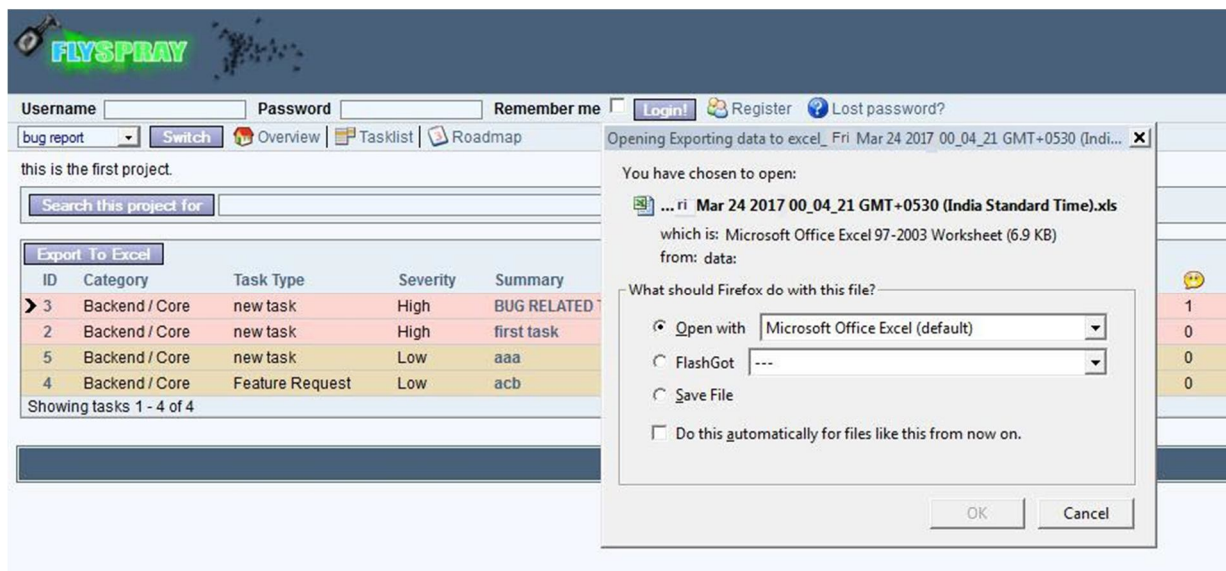 FLYSPRAY
Username Password Remember me Login! Register Lost password?
bug report Switch Overview Tasklist Roadmap
this is the first project.
Search this project for
Export To Excel
ID Category Task Type Severity Summary
3 Backend / Core new task High BUG RELATED 1
2 Backend / Core new task High first task 0
5 Backend / Core new task Low aaa 0
4 Backend / Core Feature Request Low acb 0
Showing tasks 1 - 4 of 4
Opening Exporting data to excel_ Fri Mar 24 2017 00_04_21 GMT+0530 (Indi...
You have chosen to open:
... ri Mar 24 2017 00_04_21 GMT+0530 (India Standard Time).xls
which is: Microsoft Office Excel 97-2003 Worksheet (6.9 KB)
from: data:
What should Firefox do with this file?
Open with Microsoft Office Excel (default)
FlashGot ---
Save File
Do this automatically for files like this from now on.
OK Cancel